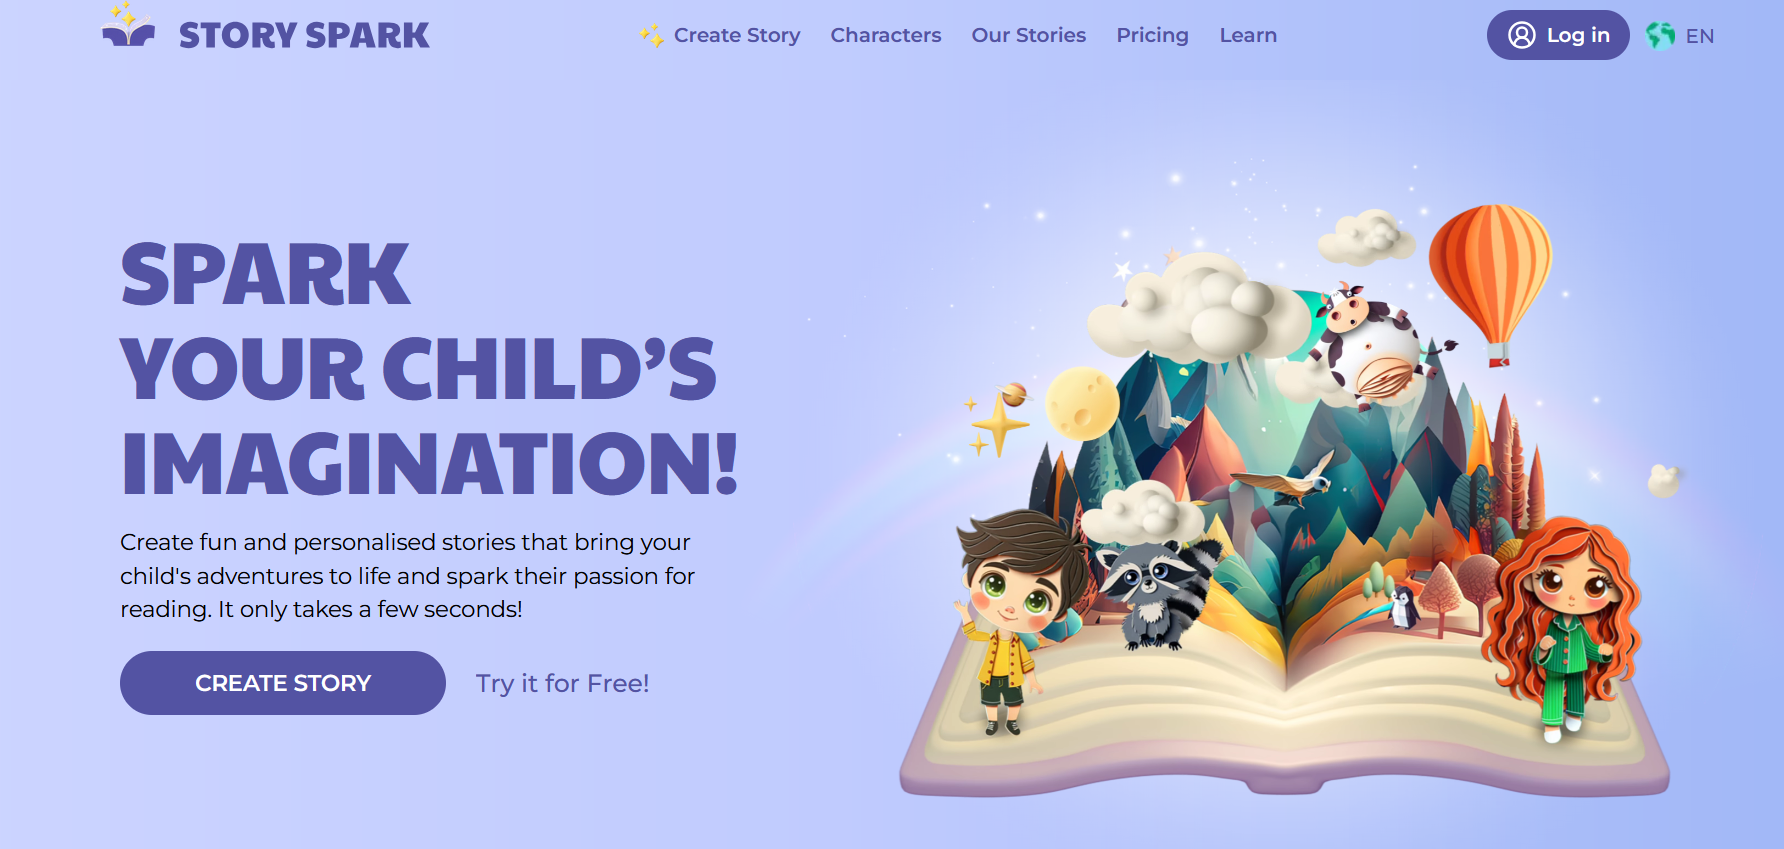 STORY SPARK
Create Story
Characters
Our Stories
Pricing
Learn
Log in
EN
SPARK
YOUR CHILD’S
IMAGINATION!
Create fun and personalised stories that bring your
child's adventures to life and spark their passion for
reading. It only takes a few seconds!
CREATE STORY
Try it for Free!